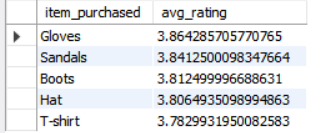 item_purchased avg_rating
Gloves 3.864285705770765
Sandals 3.8412500098347664
Boots 3.812499996688631
Hat 3.8064935098994863
T-shirt 3.7829931950082583